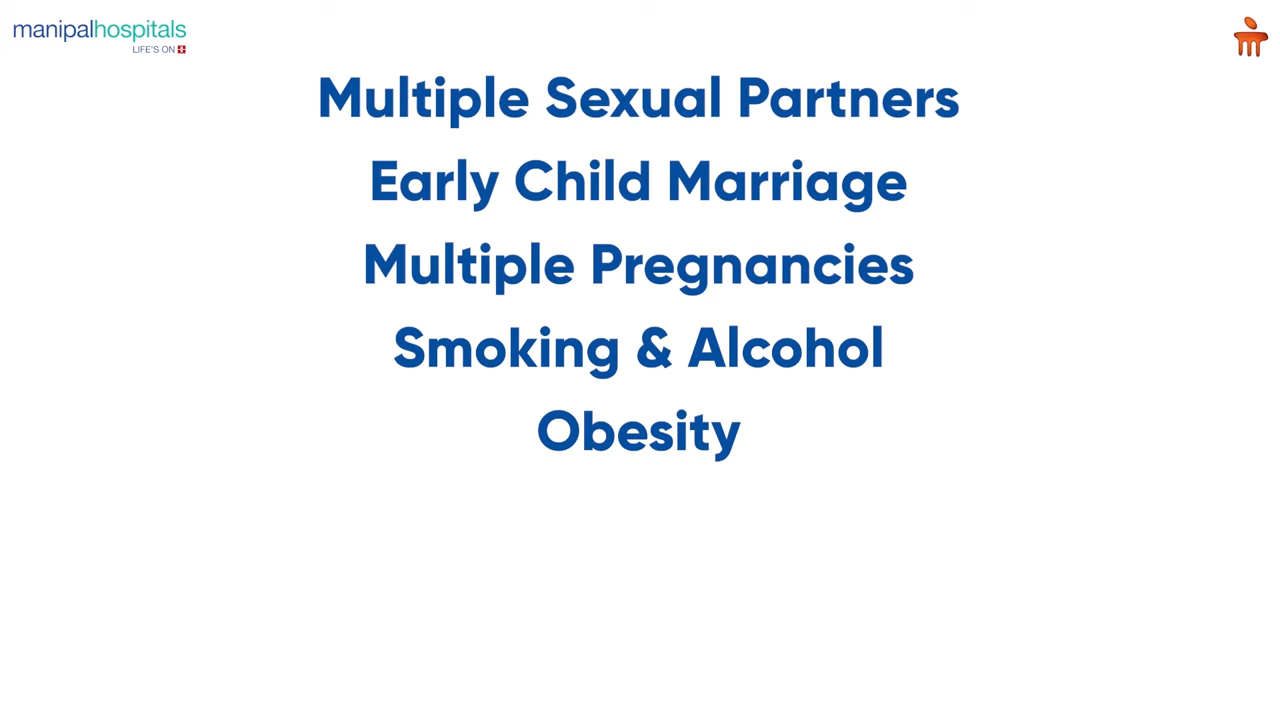 manipalhospitals
LIFE'S ON
Multiple Sexual Partners
Early Child Marriage
Multiple Pregnancies
Smoking & Alcohol
Obesity